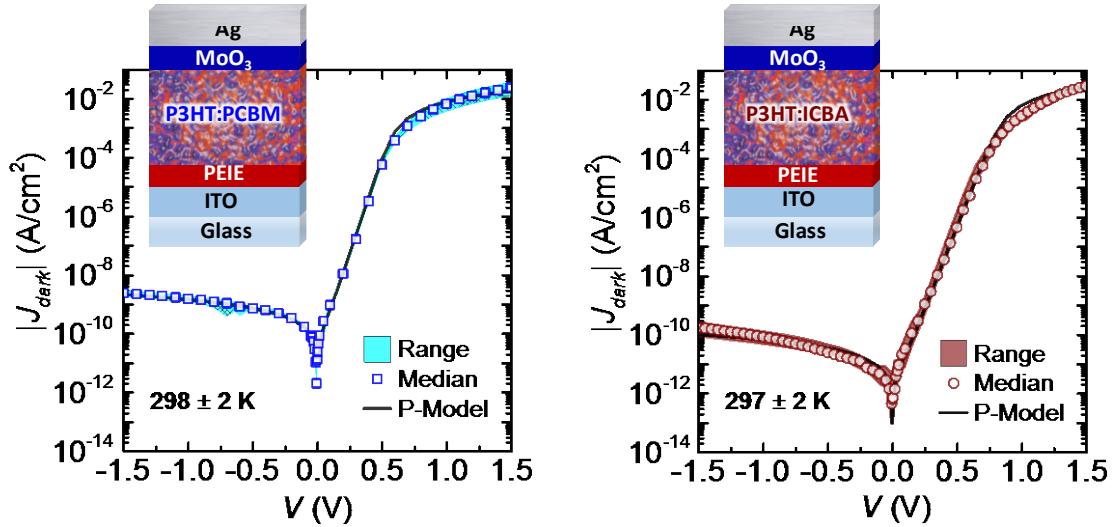 Ag
MoO₃
P3HT:PCBM
PEIE
ITO
Glass
|J_dark| (A/cm²)
10⁻²
10⁻⁴
10⁻⁶
10⁻⁸
10⁻¹⁰
10⁻¹²
10⁻¹⁴
Range
Median
P-Model
298 ± 2 K
-1.5 -1.0 -0.5 0.0 0.5 1.0 1.5
V (V)
Ag
MoO₃
P3HT:ICBA
PEIE
ITO
Glass
|J_dark| (A/cm²)
10⁻²
10⁻⁴
10⁻⁶
10⁻⁸
10⁻¹⁰
10⁻¹²
10⁻¹⁴
Range
Median
P-Model
297 ± 2 K
-1.5 -1.0 -0.5 0.0 0.5 1.0 1.5
V (V)